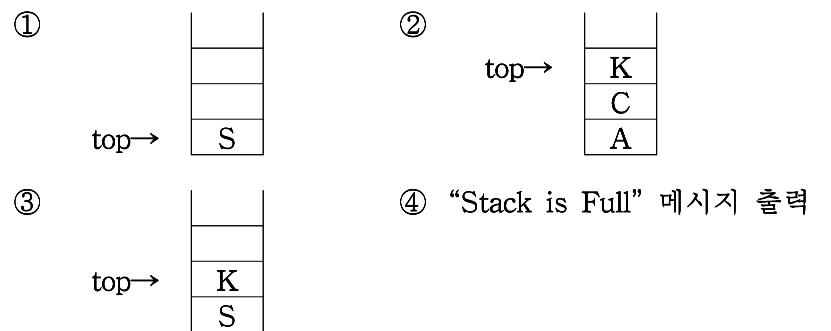 ①
top→ S
②
top→ K
C
A
③
top→ K
S
④ “Stack is Full” 메시지 출력